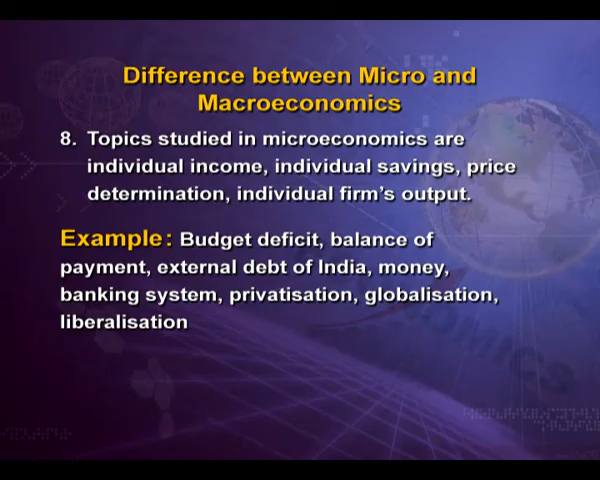 Difference between Micro and
Macroeconomics
8. Topics studied in microeconomics are
individual income, individual savings, price
determination, individual firm's output.
Example: Budget deficit, balance of
payment, external debt of India, money,
banking system, privatisation, globalisation,
liberalisation